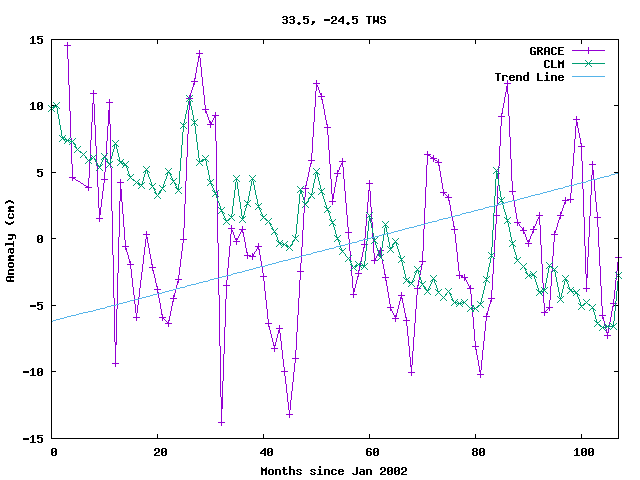 33.5, -24.5 TWS
GRACE
CLM
Trend Line
15
10
5
0
-5
-10
-15
Anomaly (cm)
0 20 40 60 80 100
Months since Jan 2002